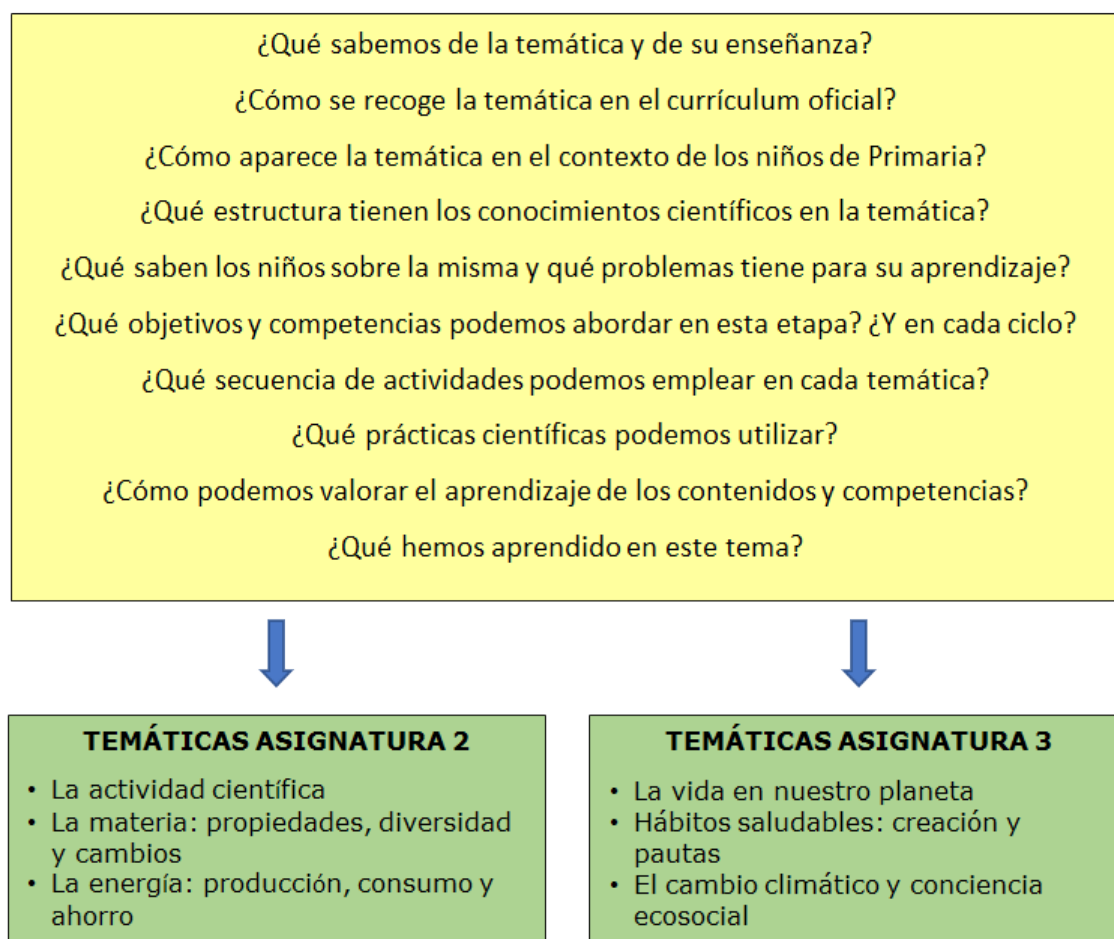 ¿Qué sabemos de la temática y de su enseñanza?
¿Cómo se recoge la temática en el currículum oficial?
¿Cómo aparece la temática en el contexto de los niños de Primaria?
¿Qué estructura tienen los conocimientos científicos en la temática?
¿Qué saben los niños sobre la misma y qué problemas tiene para su aprendizaje?
¿Qué objetivos y competencias podemos abordar en esta etapa? ¿Y en cada ciclo?
¿Qué secuencia de actividades podemos emplear en cada temática?
¿Qué prácticas científicas podemos utilizar?
¿Cómo podemos valorar el aprendizaje de los contenidos y competencias?
¿Qué hemos aprendido en este tema?
TEMÁTICAS ASIGNATURA 2
• La actividad científica
• La materia: propiedades, diversidad
y cambios
• La energía: producción, consumo y
ahorro
TEMÁTICAS ASIGNATURA 3
• La vida en nuestro planeta
• Hábitos saludables: creación y
pautas
• El cambio climático y conciencia
ecosocial